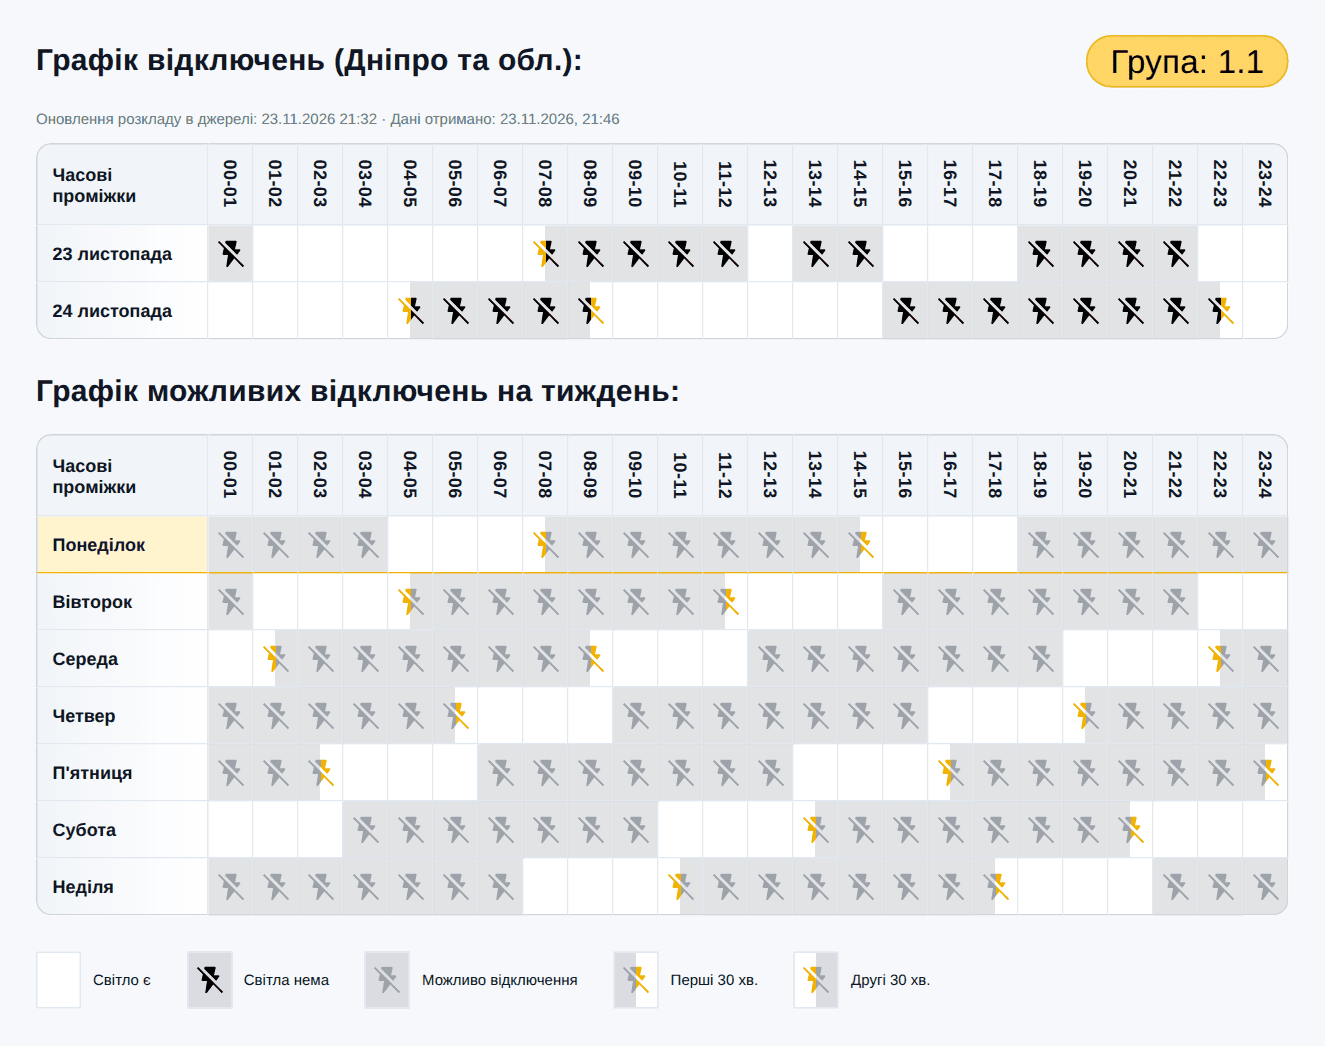 Графік відключень (Дніпро та обл.):
Група: 1.1
Оновлення розкладу в джерелі: 23.11.2026 21:32 · Дані отримано: 23.11.2026, 21:46
Часові проміжки 00-01 01-02 02-03 03-04 04-05 05-06 06-07 07-08 08-09 09-10 10-11 11-12 12-13 13-14 14-15 15-16 16-17 17-18 18-19 19-20 20-21 21-22 22-23 23-24
23 листопада
24 листопада
Графік можливих відключень на тиждень:
Часові проміжки 00-01 01-02 02-03 03-04 04-05 05-06 06-07 07-08 08-09 09-10 10-11 11-12 12-13 13-14 14-15 15-16 16-17 17-18 18-19 19-20 20-21 21-22 22-23 23-24
Понеділок
Вівторок
Середа
Четвер
П'ятниця
Субота
Неділя
Світло є Світла нема Можливо відключення Перші 30 хв. Другі 30 хв.